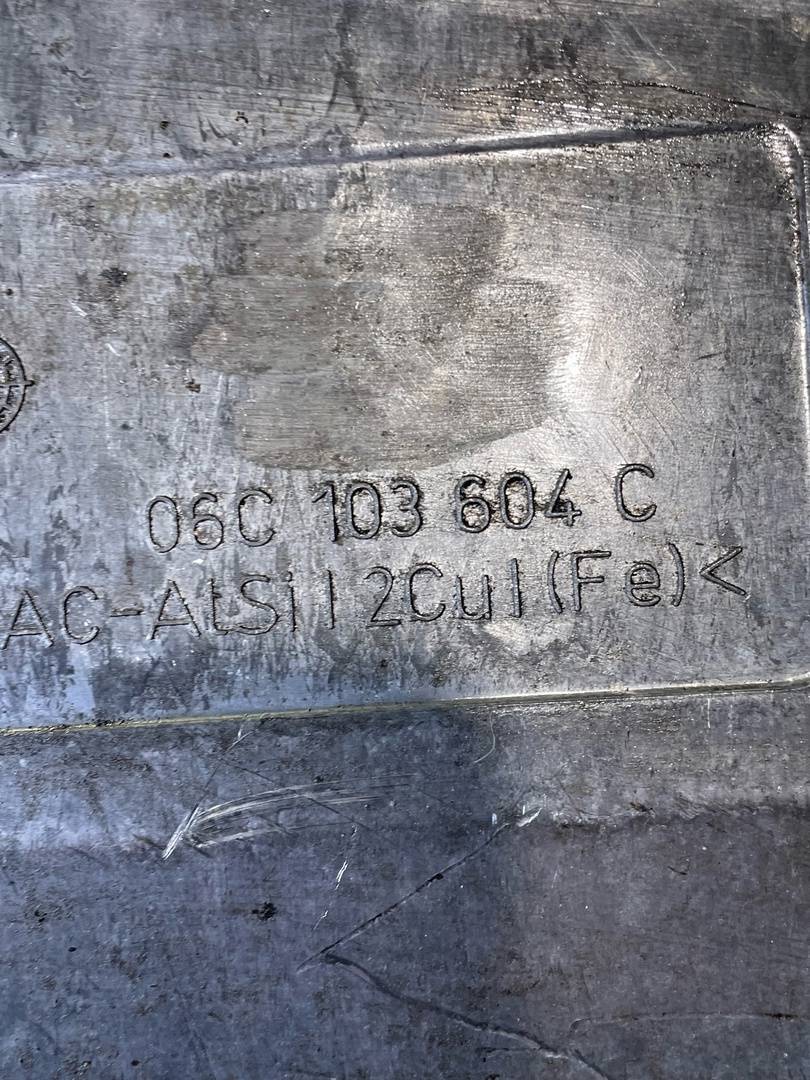 06C 103 604 C
AC-AlSi12Cu1(Fe)<